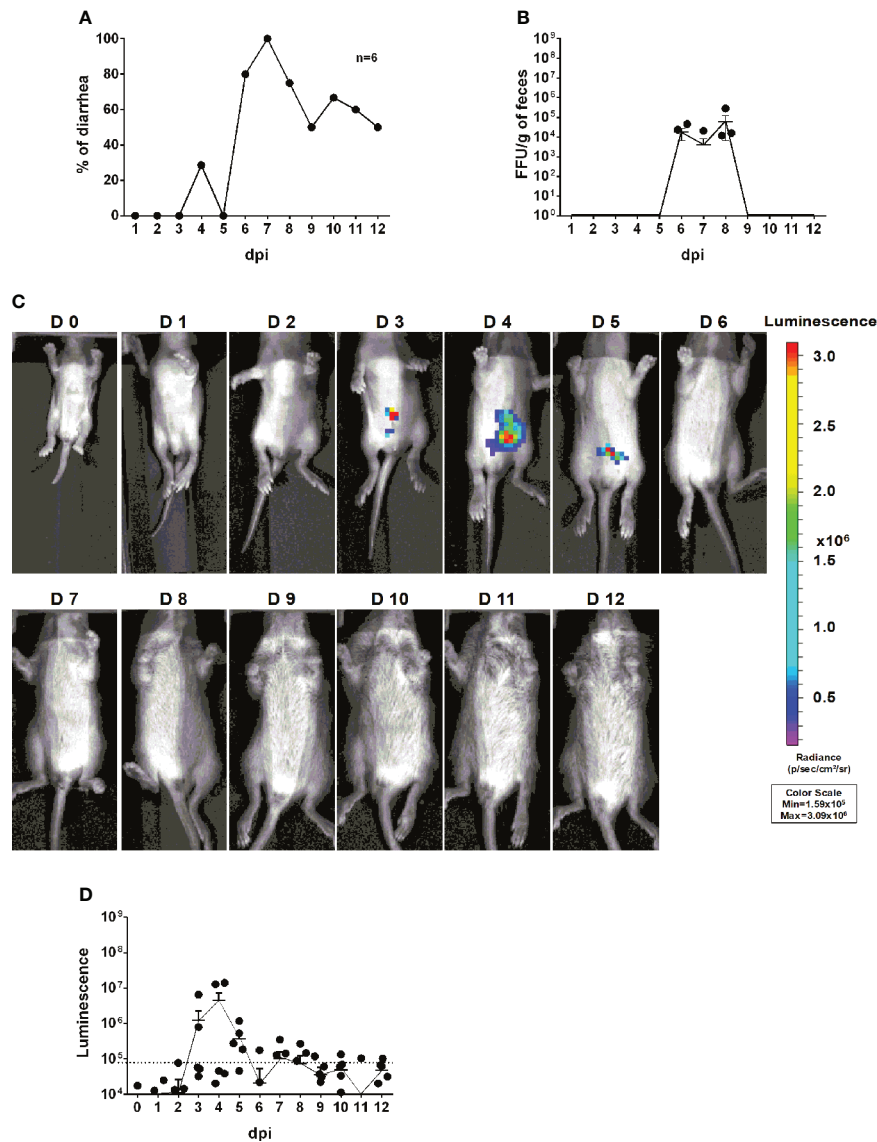 A
% of diarrhea
100
80
60
40
20
0
n=6
1 2 3 4 5 6 7 8 9 10 11 12
dpi
B
FFU/g of feces
10⁹
10⁸
10⁷
10⁶
10⁵
10⁴
10³
10²
10¹
10⁰
1 2 3 4 5 6 7 8 9 10 11 12
dpi
C
D 0 D 1 D 2 D 3 D 4 D 5 D 6
D 7 D 8 D 9 D 10 D 11 D 12
Luminescence
3.0
2.5
2.0
x10⁶
1.5
1.0
0.5
Radiance
(p/sec/cm²/sr)
Color Scale
Min=1.59x10⁵
Max=3.09x10⁶
D
Luminescence
10⁹
10⁸
10⁷
10⁶
10⁵
10⁴
0 1 2 3 4 5 6 7 8 9 10 11 12
dpi